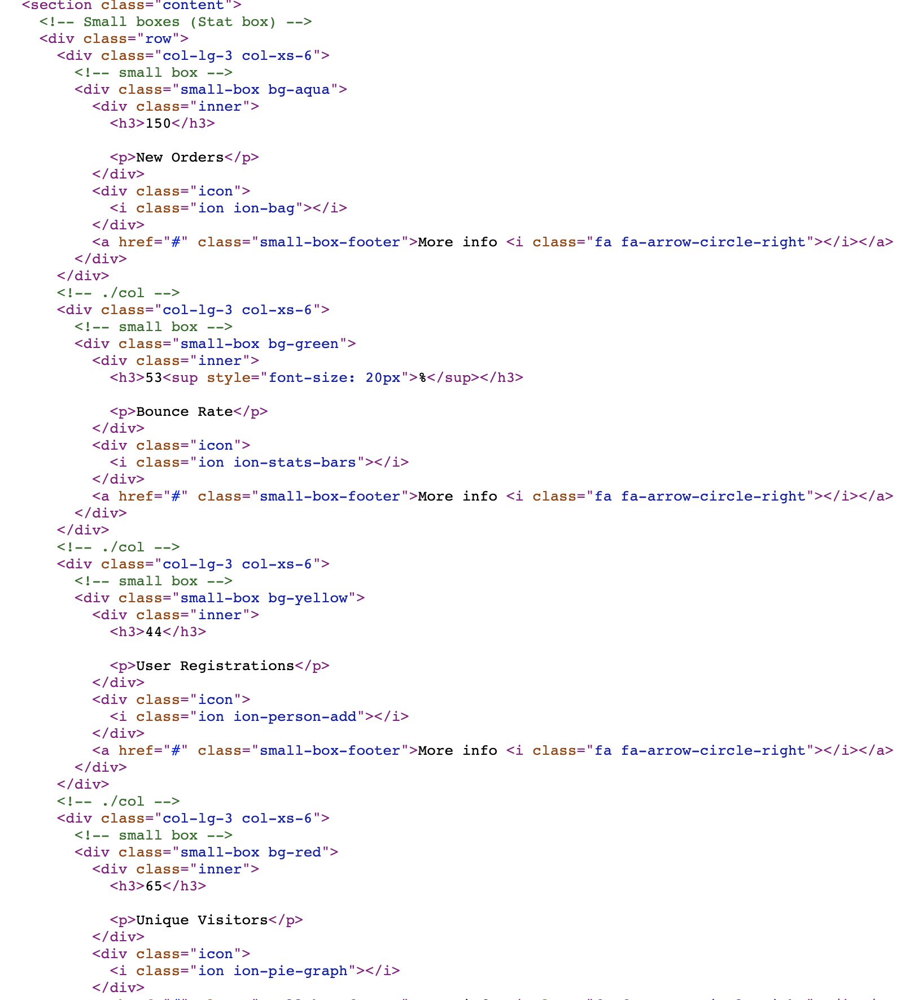 <section class="content">
<!-- Small boxes (Stat box) -->
<div class="row">
<div class="col-lg-3 col-xs-6">
<!-- small box -->
<div class="small-box bg-aqua">
<div class="inner">
<h3>150</h3>
<p>New Orders</p>
</div>
<div class="icon">
<i class="ion ion-bag"></i>
</div>
<a href="#" class="small-box-footer">More info <i class="fa fa-arrow-circle-right"></i></a>
</div>
</div>
<!-- ./col -->
<div class="col-lg-3 col-xs-6">
<!-- small box -->
<div class="small-box bg-green">
<div class="inner">
<h3>53<sup style="font-size: 20px">%</sup></h3>
<p>Bounce Rate</p>
</div>
<div class="icon">
<i class="ion ion-stats-bars"></i>
</div>
<a href="#" class="small-box-footer">More info <i class="fa fa-arrow-circle-right"></i></a>
</div>
</div>
<!-- ./col -->
<div class="col-lg-3 col-xs-6">
<!-- small box -->
<div class="small-box bg-yellow">
<div class="inner">
<h3>44</h3>
<p>User Registrations</p>
</div>
<div class="icon">
<i class="ion ion-person-add"></i>
</div>
<a href="#" class="small-box-footer">More info <i class="fa fa-arrow-circle-right"></i></a>
</div>
</div>
<!-- ./col -->
<div class="col-lg-3 col-xs-6">
<!-- small box -->
<div class="small-box bg-red">
<div class="inner">
<h3>65</h3>
<p>Unique Visitors</p>
</div>
<div class="icon">
<i class="ion ion-pie-graph"></i>
</div>